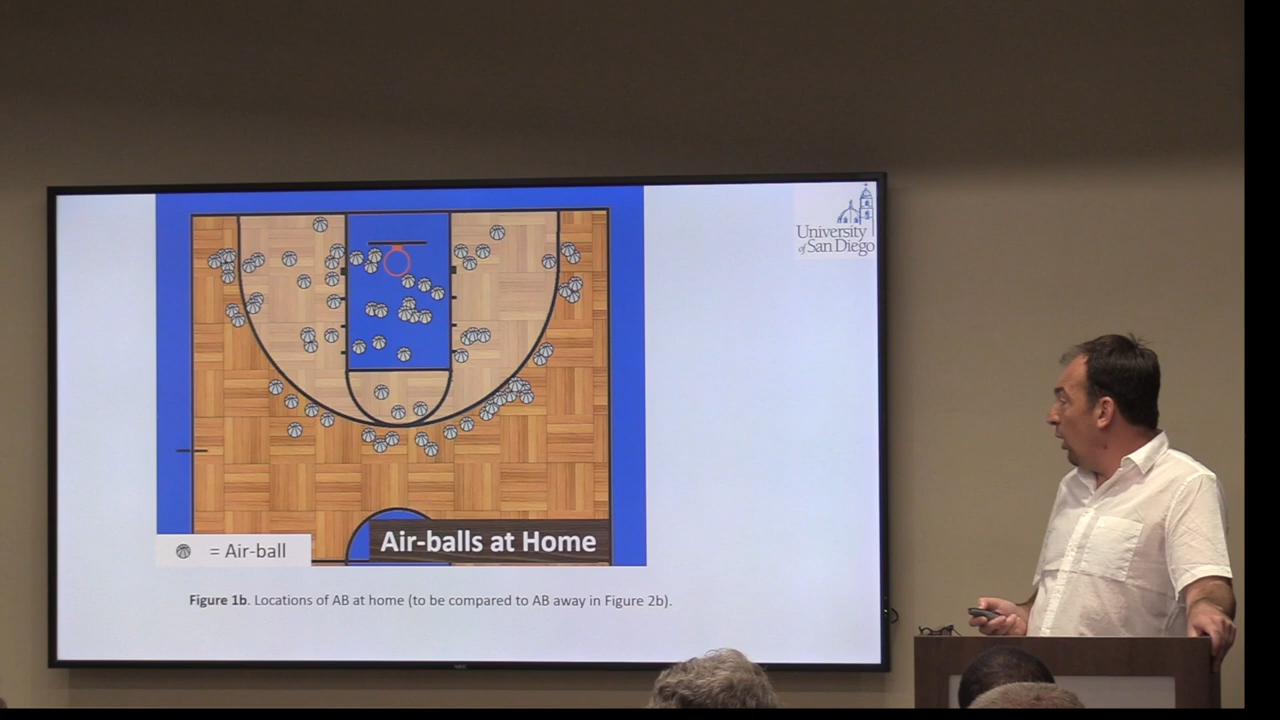 University
of San Diego
= Air-ball
Air-balls at Home
Figure 1b. Locations of AB at home (to be compared to AB away in Figure 2b).